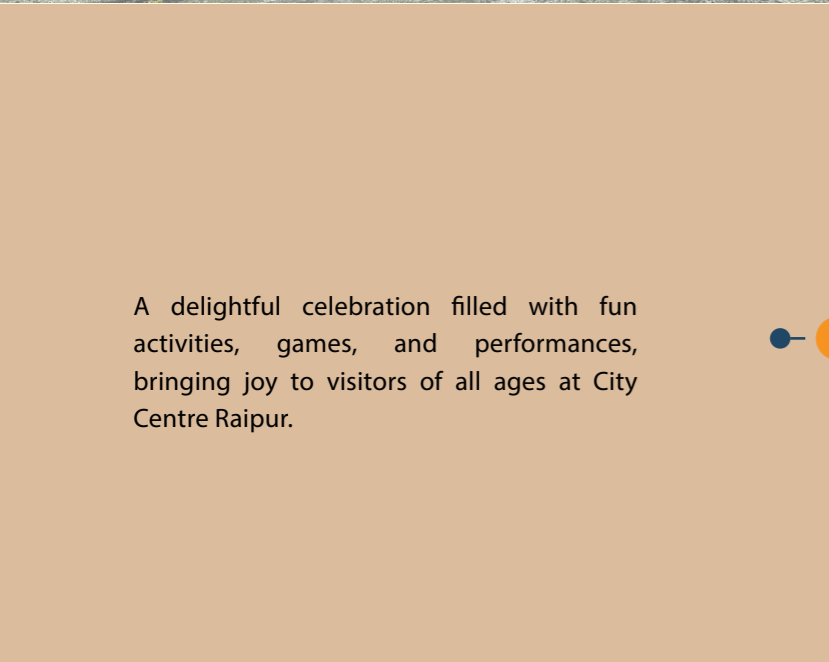 A delightful celebration filled with fun
activities, games, and performances,
bringing joy to visitors of all ages at City
Centre Raipur.